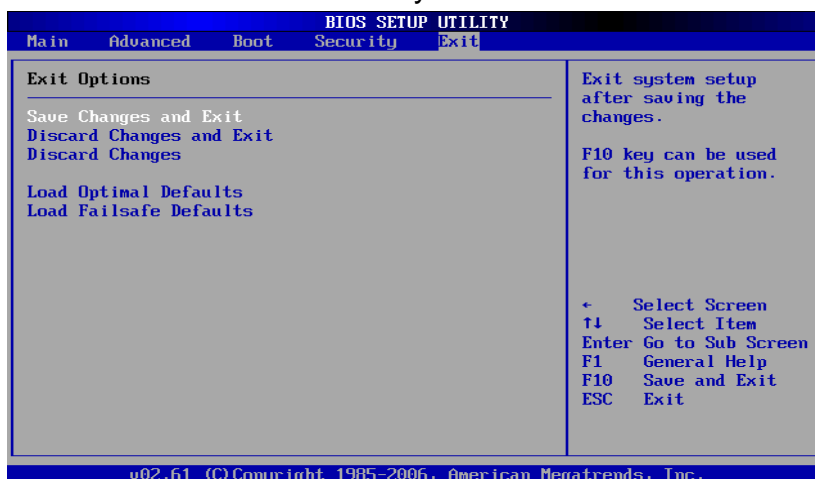 BIOS SETUP UTILITY
Main Advanced Boot Security Exit
Exit Options
Save Changes and Exit
Discard Changes and Exit
Discard Changes
Load Optimal Defaults
Load Failsafe Defaults
Exit system setup
after saving the
changes.
F10 key can be used
for this operation.
← Select Screen
↑↓ Select Item
Enter Go to Sub Screen
F1 General Help
F10 Save and Exit
ESC Exit
v02.61 (C)Copyright 1985-2006, American Megatrends, Inc.